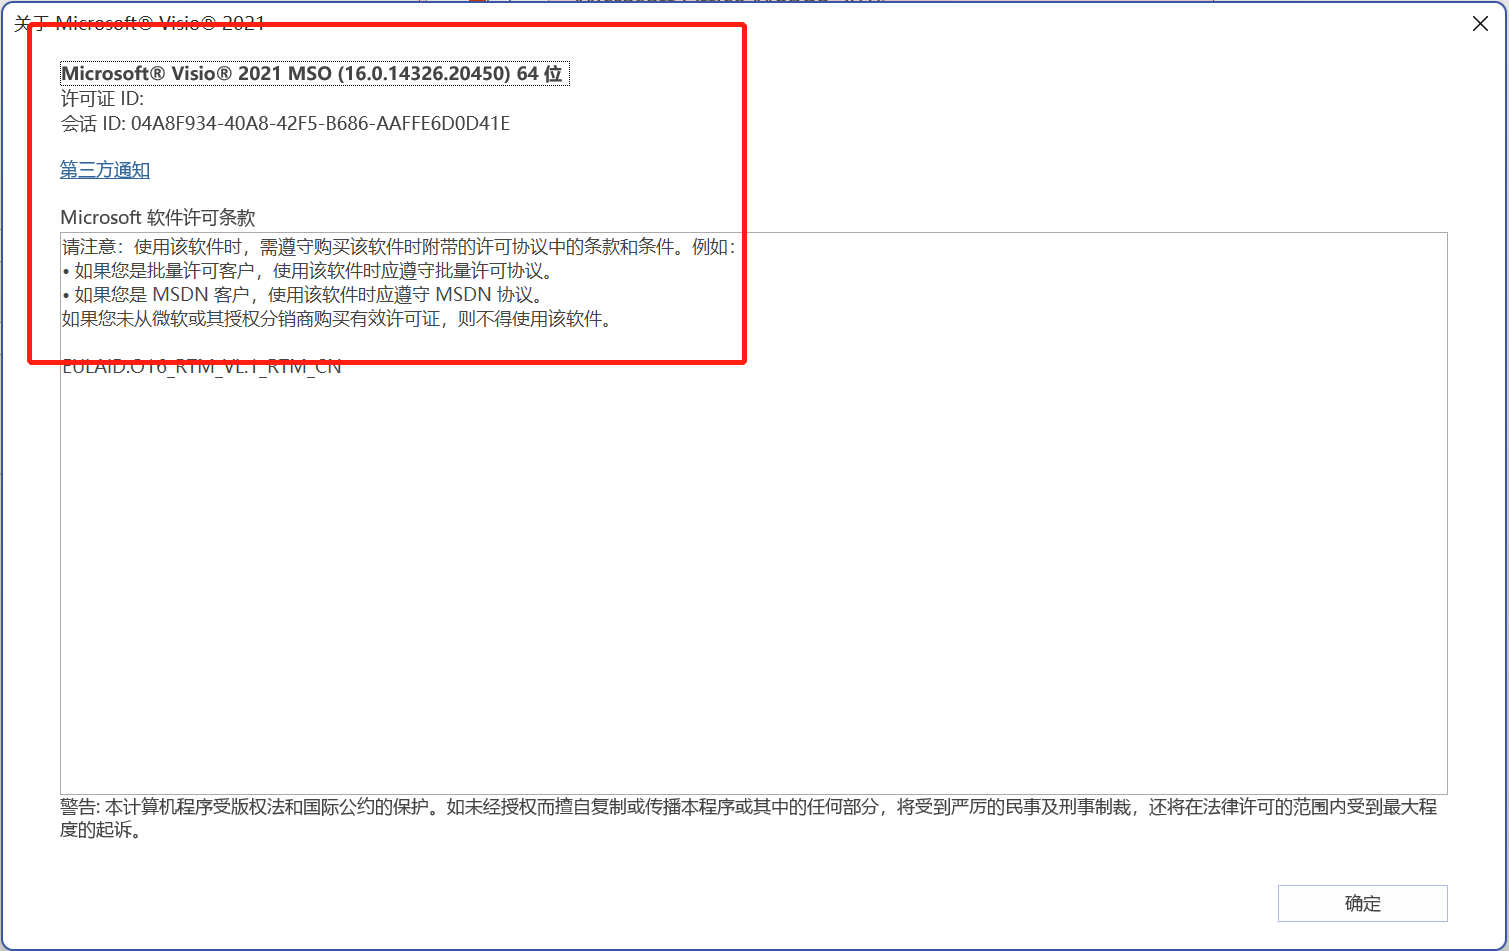 关于 Microsoft® Visio® 2021
Microsoft® Visio® 2021 MSO (16.0.14326.20450) 64 位
许可证 ID:
会话 ID: 04A8F934-40A8-42F5-B686-AAFFE6D0D41E
第三方通知
Microsoft 软件许可条款
请注意：使用该软件时，需遵守购买该软件时附带的许可协议中的条款和条件。例如：
• 如果您是批量许可客户，使用该软件时应遵守批量许可协议。
• 如果您是 MSDN 客户，使用该软件时应遵守 MSDN 协议。
如果您未从微软或其授权分销商购买有效许可证，则不得使用该软件。
EULAID:O16_RTM_VL.1_RTM_CN
警告: 本计算机程序受版权法和国际公约的保护。如未经授权而擅自复制或传播本程序或其中的任何部分，将受到严厉的民事及刑事制裁，还将在法律许可的范围内受到最大程
度的起诉。
确定